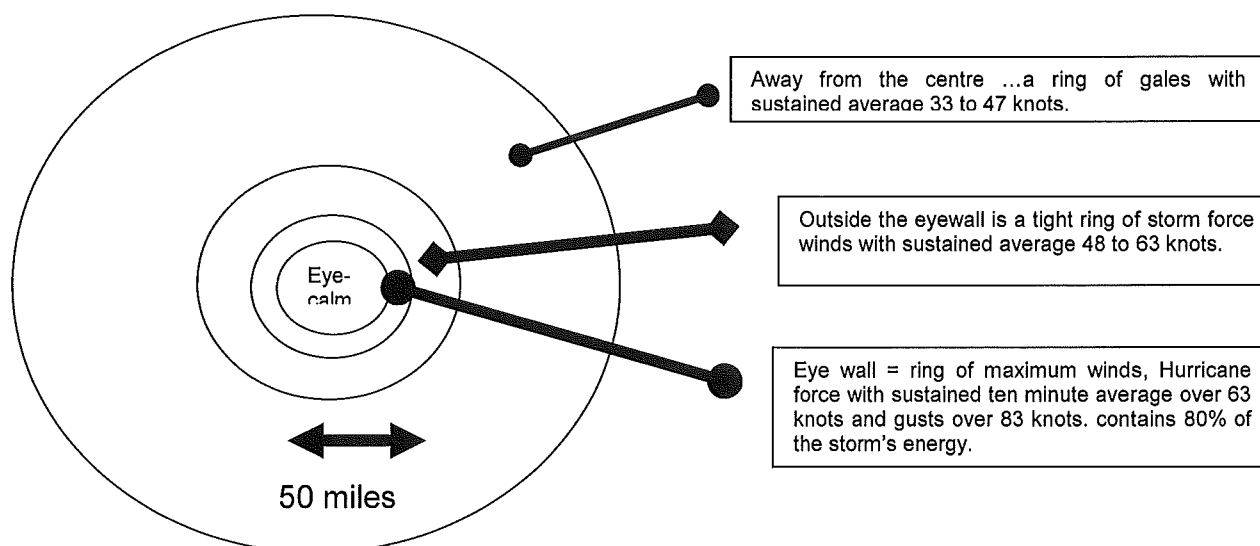 Away from the centre ...a ring of gales with
sustained average 33 to 47 knots.
Outside the eyewall is a tight ring of storm force
winds with sustained average 48 to 63 knots.
Eye-
calm
Eye wall = ring of maximum winds, Hurricane
force with sustained ten minute average over 63
knots and gusts over 83 knots. contains 80% of
the storm's energy.
50 miles